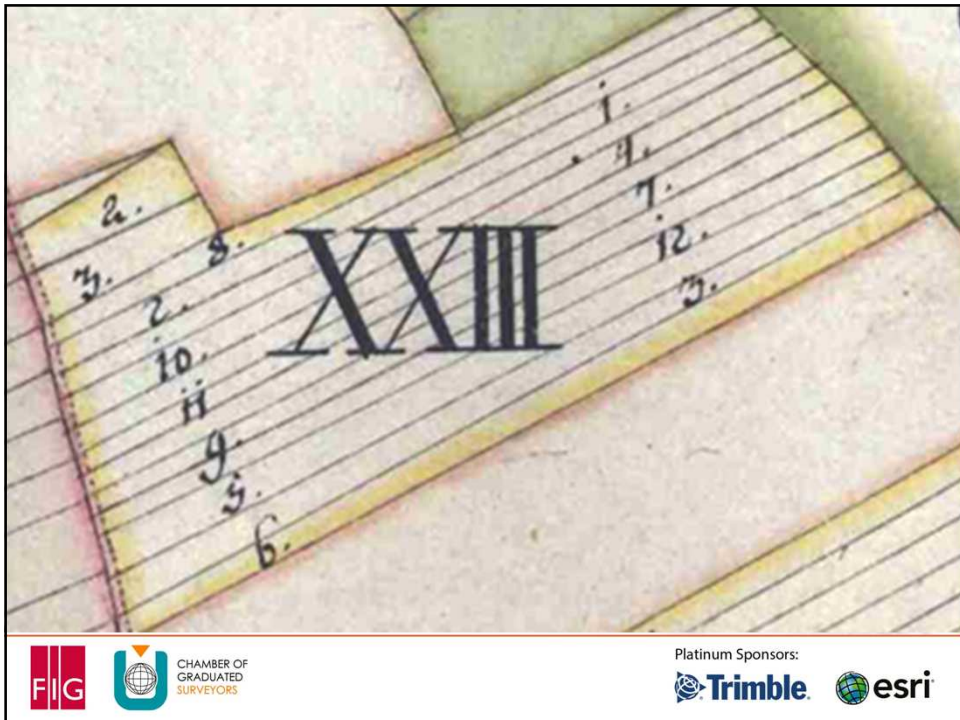 1.
4.
7.
12.
3.
XXIII
2.
8.
3.
2.
10.
11
9.
5.
6.
FIG
CHAMBER OF
GRADUATED
SURVEYORS
Platinum Sponsors:
Trimble
esri